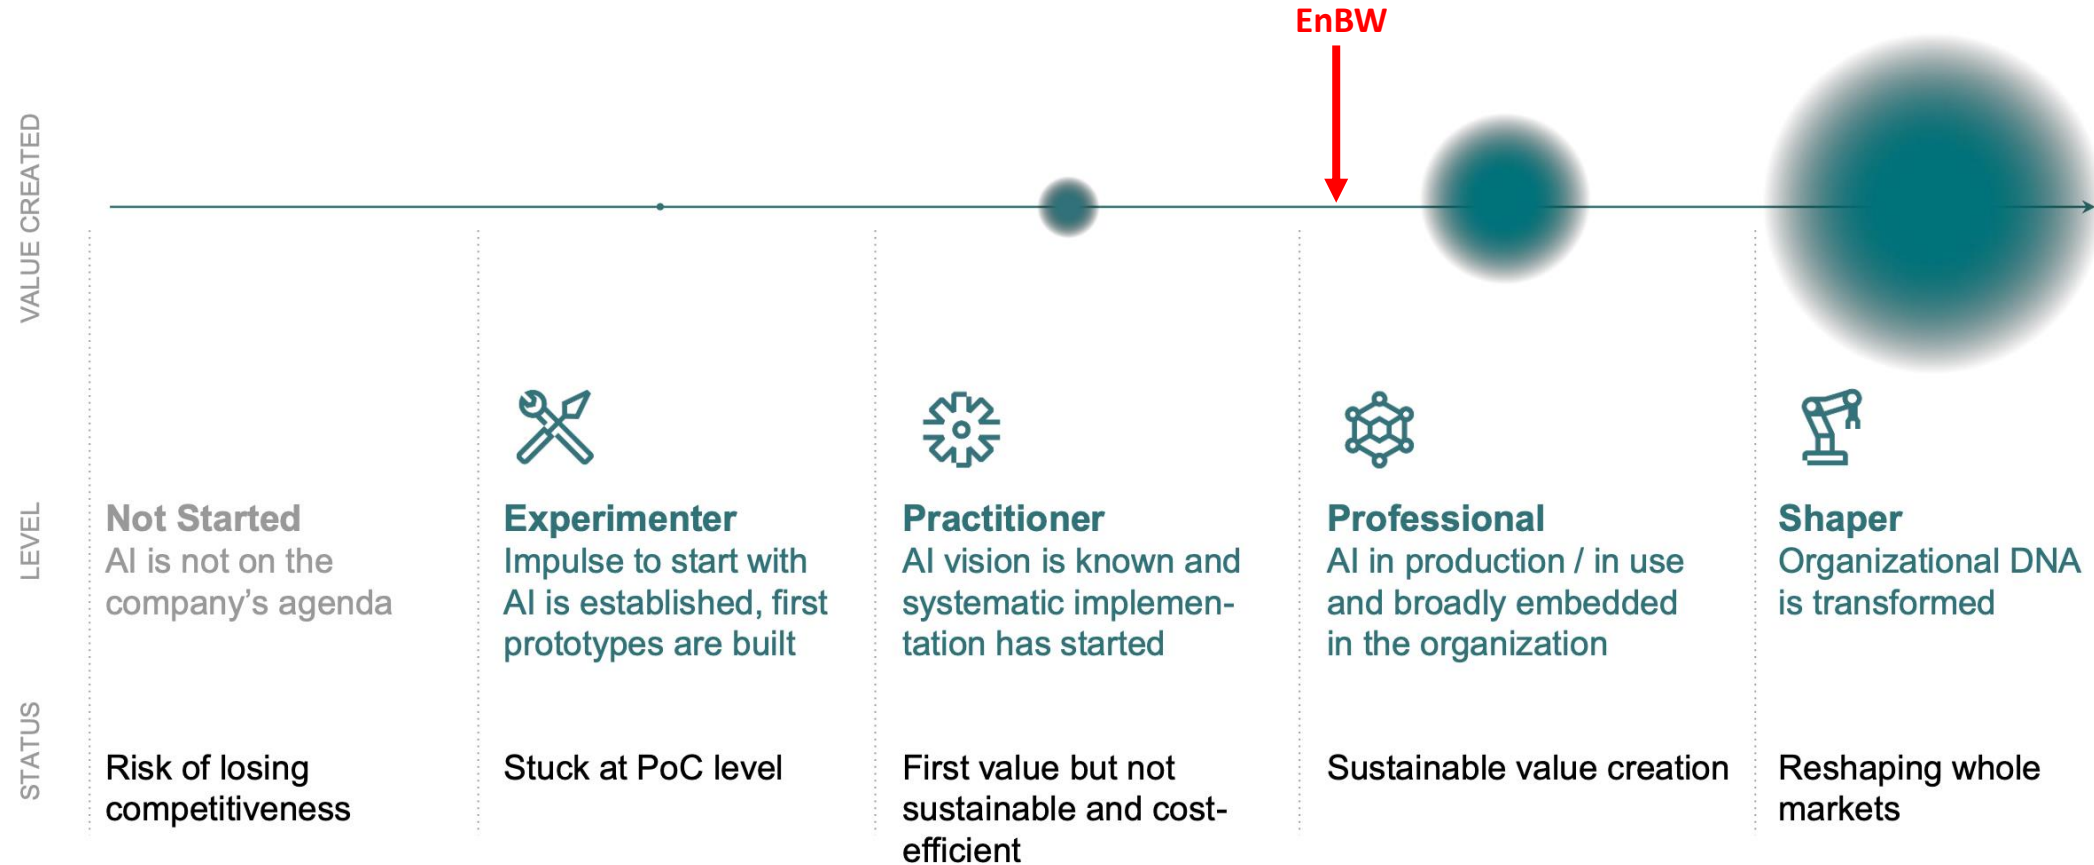 EnBW
VALUE CREATED
LEVEL
Not Started
AI is not on the
company's agenda
Experimenter
Impulse to start with
AI is established, first
prototypes are built
Practitioner
AI vision is known and
systematic implemen-
tation has started
Professional
AI in production / in use
and broadly embedded
in the organization
Shaper
Organizational DNA
is transformed
STATUS
Risk of losing
competitiveness
Stuck at PoC level
First value but not
sustainable and cost-
efficient
Sustainable value creation
Reshaping whole
markets